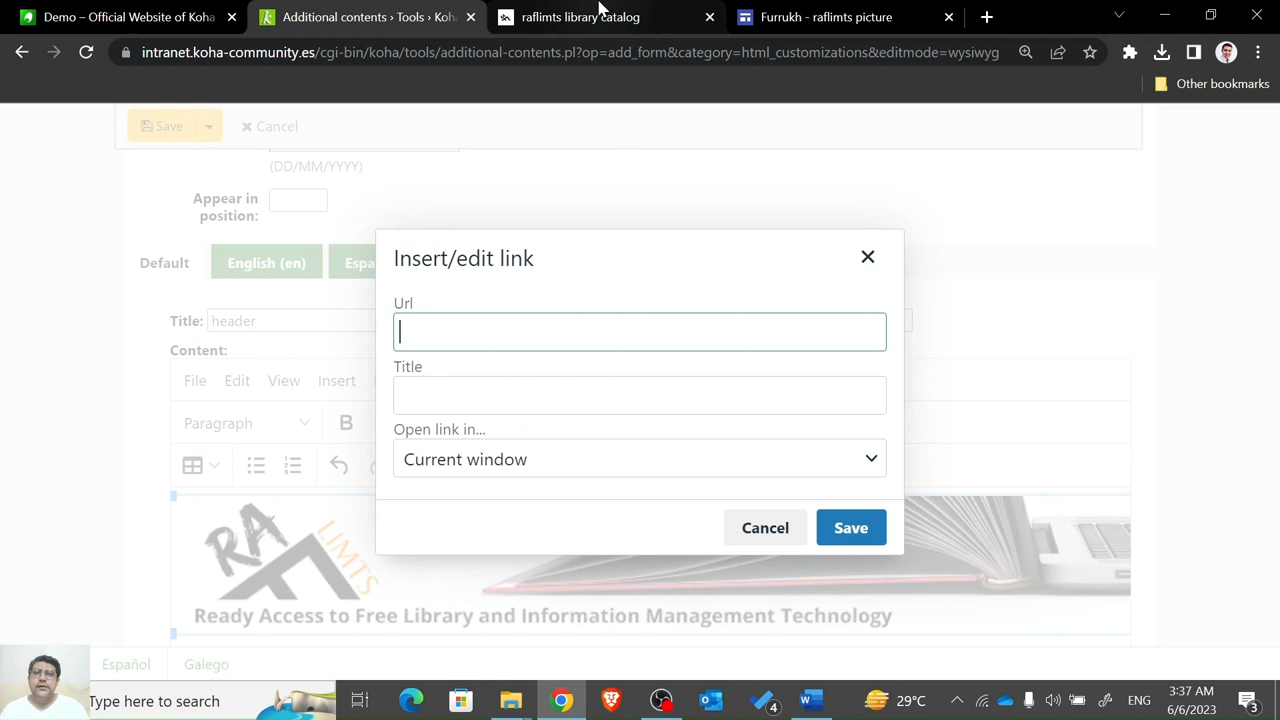 Demo – Official Website of Koha
Additional contents › Tools › Koha
raflimts library catalog
Furrukh - raflimts picture
intranet.koha-community.es/cgi-bin/koha/tools/additional-contents.pl?op=add_form&category=html_customizations&editmode=wysiwyg
Other bookmarks
Save
Cancel
(DD/MM/YYYY)
Appear in
position:
Default
English (en)
Espa
Insert/edit link
Url
Title
Open link in...
Current window
Cancel
Save
Title: header
Content:
File Edit View Insert
Paragraph B
RA
LIMTS
Ready Access to Free Library and Information Management Technology
Español
Galego
Type here to search
4
29°C
ENG
3:37 AM
6/6/2023
3